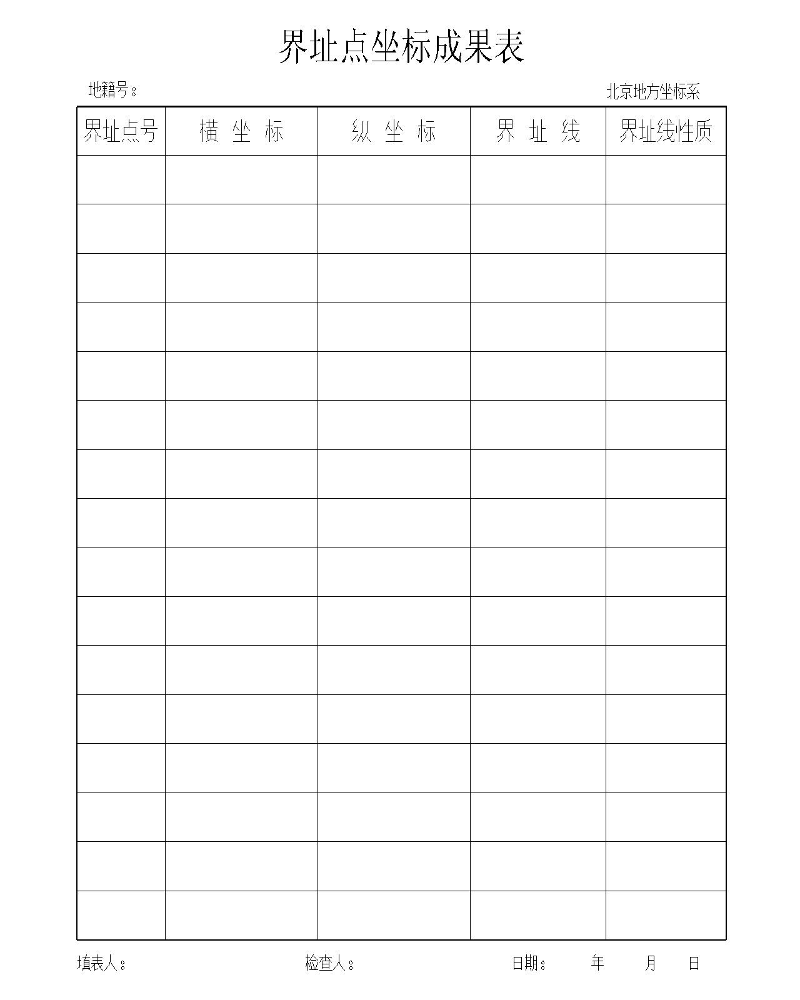 界址点坐标成果表
地籍号： 北京地方坐标系
界址点号 横 坐 标 纵 坐 标 界 址 线 界址线性质
填表人： 检查人： 日期： 年 月 日